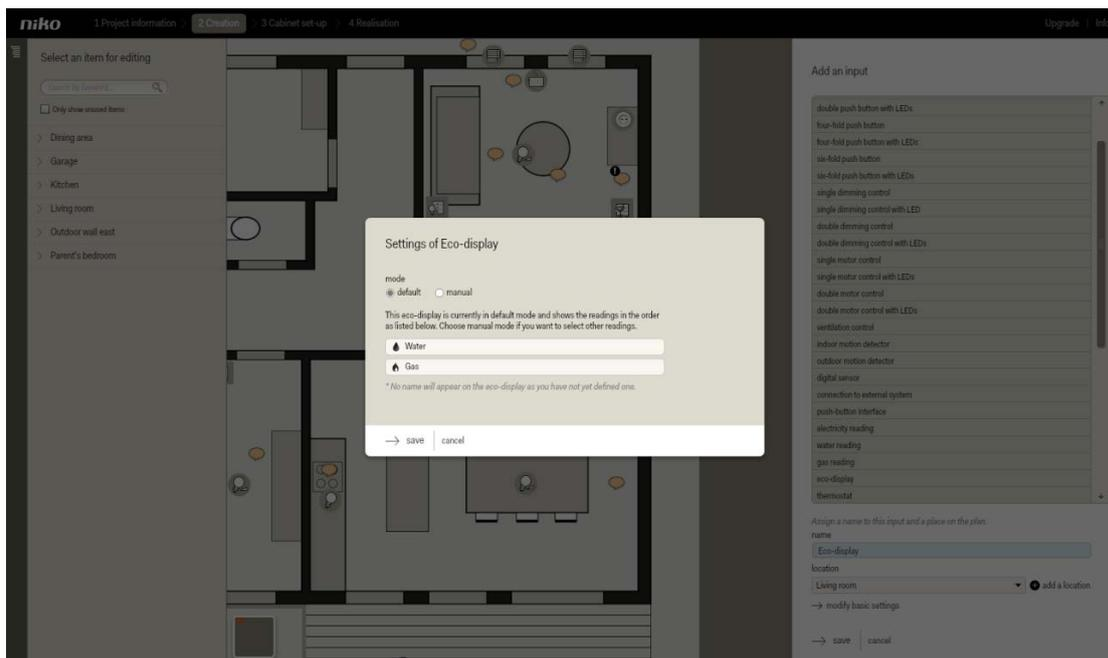 niko
1 Project information
2 Creation
3 Cabinet set-up
4 Realisation
Upgrade
Info
Select an item for editing
Search by keyword...
Only show unused items
Dining area
Garage
Kitchen
Living room
Outdoor wall east
Parent's bedroom
Settings of Eco-display
mode
default manual
This eco-display is currently in default mode and shows the readings in the order
as listed below. Choose manual mode if you want to select other readings.
Water
Gas
* No name will appear on the eco-display as you have not yet defined one.
save cancel
Add an input
double push button with LEDs
four-fold push button
four-fold push button with LEDs
six-fold push button
six-fold push button with LEDs
single dimming control
single dimming control with LED
double dimming control
double dimming control with LEDs
single motor control
single motor control with LEDs
double motor control
double motor control with LEDs
ventilation control
indoor motion detector
outdoor motion detector
digital sensor
connection to external system
push-button interface
electricity reading
water reading
gas reading
eco-display
thermostat
Assign a name to this input and a place on the plan.
name
Eco-display
location
Living room
add a location
modify basic settings
save cancel